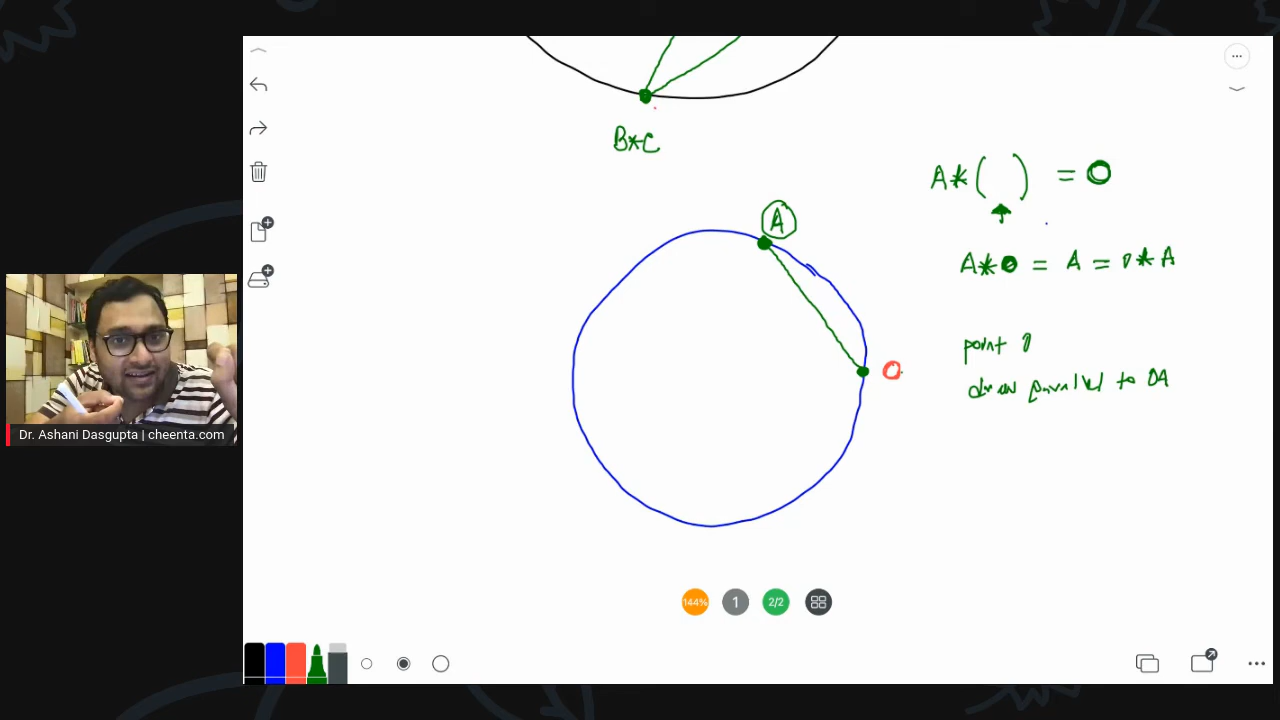 B*C
A*( ) = O
A
A*O = A = O*A
point O
O
draw parallel to OA
Dr. Ashani Dasgupta | cheenta.com
144%
1
2/2